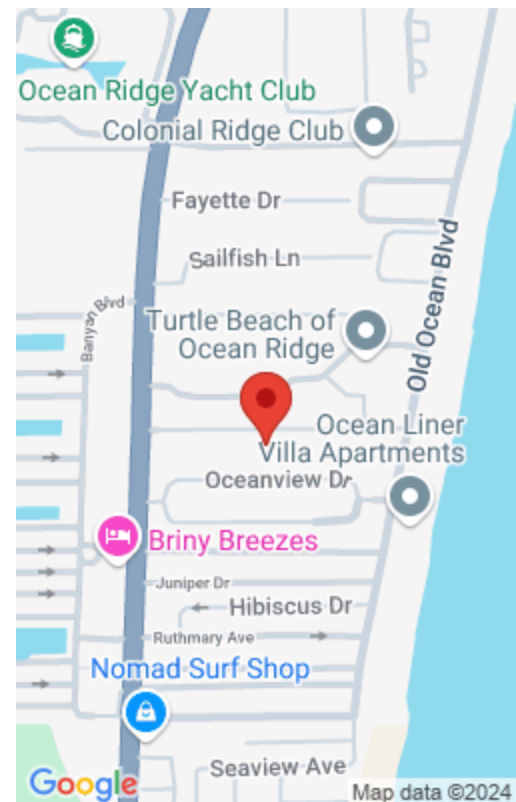 Ocean Ridge Yacht Club
Colonial Ridge Club
Fayette Dr
Sailfish Ln
Old Ocean Blvd
Banyan Blvd
Turtle Beach of
Ocean Ridge
Ocean Liner
Villa Apartments
Oceanview Dr
Briny Breezes
Juniper Dr
Hibiscus Dr
Ruthmary Ave
Nomad Surf Shop
Seaview Ave
Google
Map data ©2024